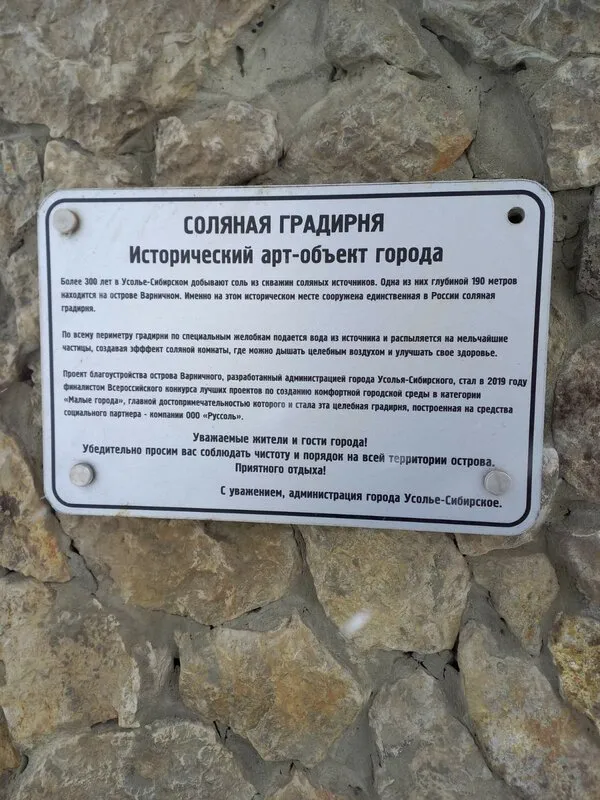 СОЛЯНАЯ ГРАДИРНЯ
Исторический арт-объект города
Более 300 лет в Усолье-Сибирском добывают соль из скважин соляных источников. Одна из них глубиной 190 метров
находится на острове Варничном. Именно на этом историческом месте сооружена единственная в России соляная
градирня.
По всему периметру градирни по специальным желобкам подается вода из источника и распыляется на мельчайшие
частицы, создавая эфффект соляной комнаты, где можно дышать целебным воздухом и улучшать свое здоровье.
Проект благоустройства острова Варничного, разработанный администрацией города Усолья-Сибирского, стал в 2019 году
финалистом Всероссийского конкурса лучших проектов по созданию комфортной городской среды в категории
«Малые города», главной достопримечательностью которого и стала эта целебная градирня, построенная на средства
социального партнера - компании ООО «Руссоль».
Уважаемые жители и гости города!
Убедительно просим вас соблюдать чистоту и порядок на всей территории острова.
Приятного отдыха!
С уважением, администрация города Усолье-Сибирское.